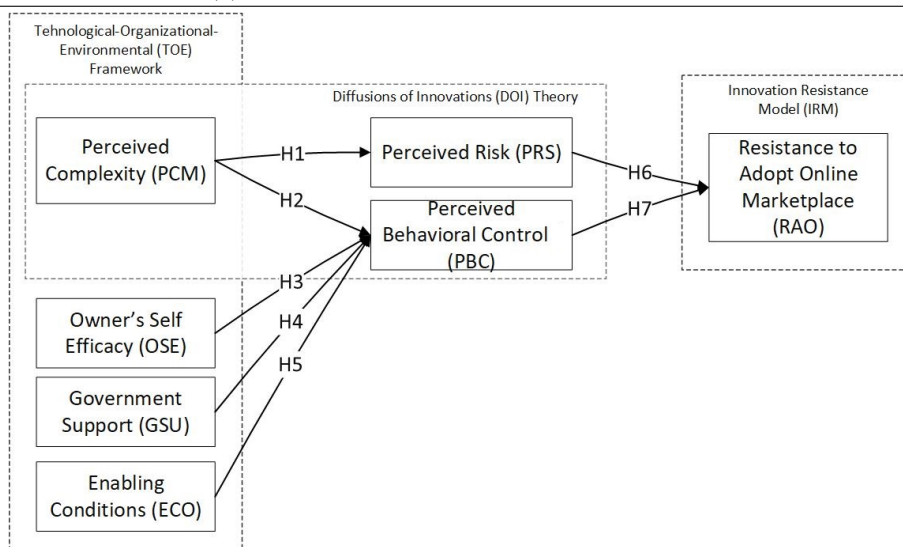 Tehnological-Organizational-
Environmental (TOE)
Framework
Diffusions of Innovations (DOI) Theory
Innovation Resistance
Model (IRM)
Perceived
Complexity (PCM)
H1
Perceived Risk (PRS)
H6
Resistance to
Adopt Online
Marketplace
(RAO)
H2
Perceived
Behavioral Control
(PBC)
H7
H3
Owner's Self
Efficacy (OSE)
H4
H5
Government
Support (GSU)
Enabling
Conditions (ECO)